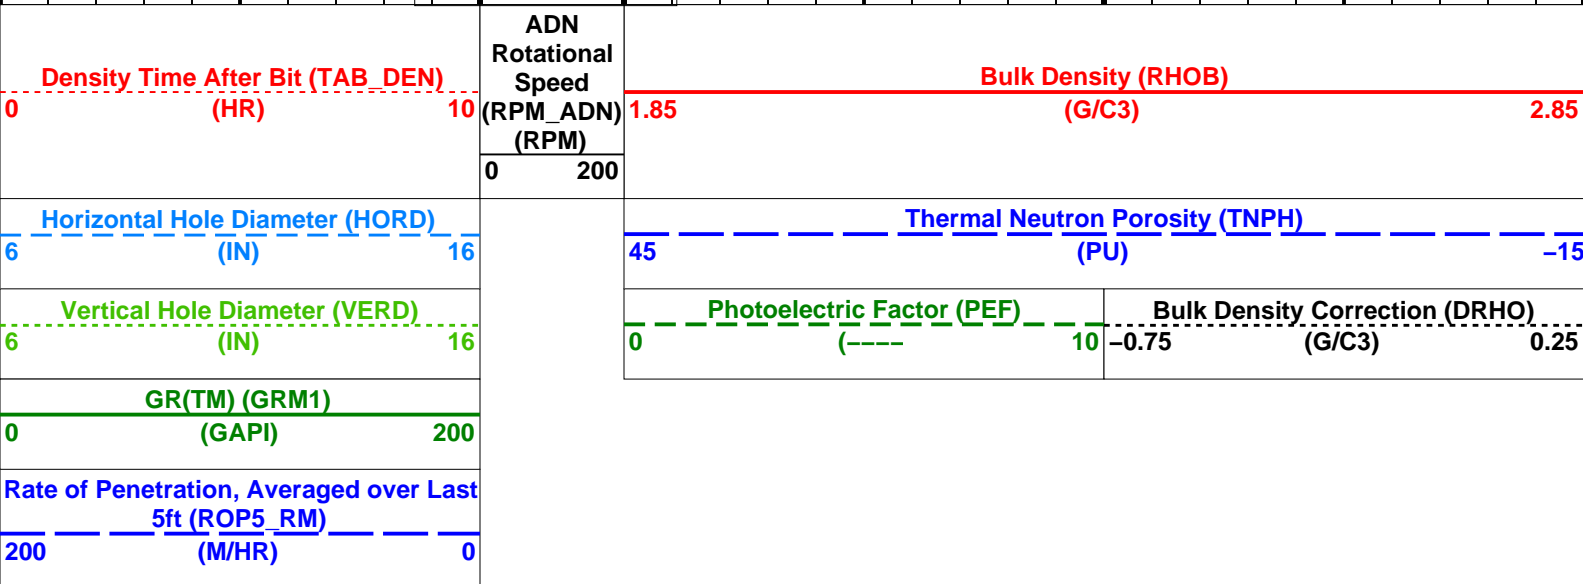 Density Time After Bit (TAB_DEN)
0 (HR) 10
ADN
Rotational
Speed
(RPM_ADN)
(RPM)
0 200
Bulk Density (RHOB)
1.85 (G/C3) 2.85
Horizontal Hole Diameter (HORD)
6 (IN) 16
Thermal Neutron Porosity (TNPH)
45 (PU) −15
Vertical Hole Diameter (VERD)
6 (IN) 16
Photoelectric Factor (PEF)
0 (−−−− 10
Bulk Density Correction (DRHO)
−0.75 (G/C3) 0.25
GR(TM) (GRM1)
0 (GAPI) 200
Rate of Penetration, Averaged over Last
5ft (ROP5_RM)
200 (M/HR) 0